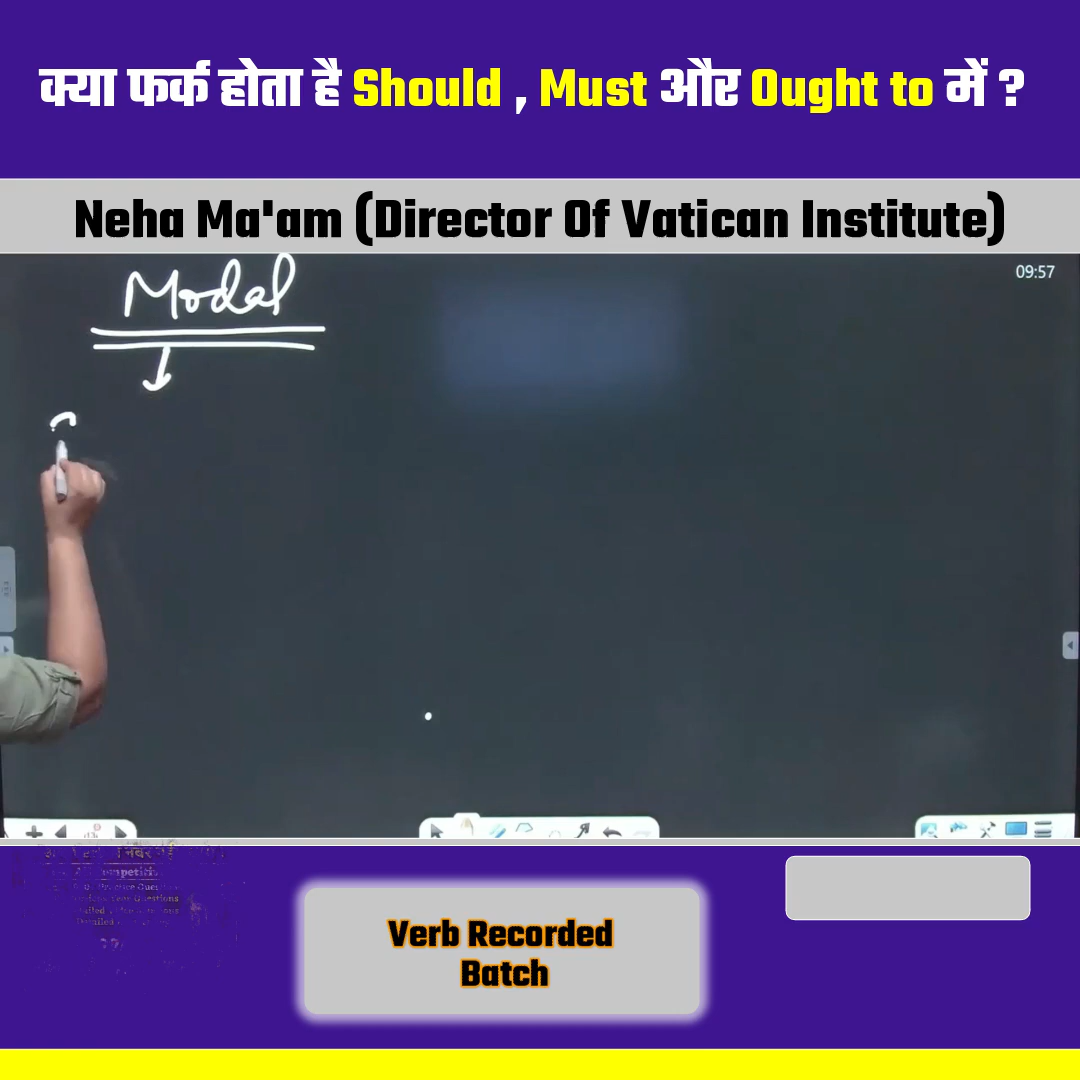 क्या फर्क होता है Should , Must और Ought to में ?
Neha Ma'am (Director Of Vatican Institute)
09:57
Modal
Verb Recorded
Batch